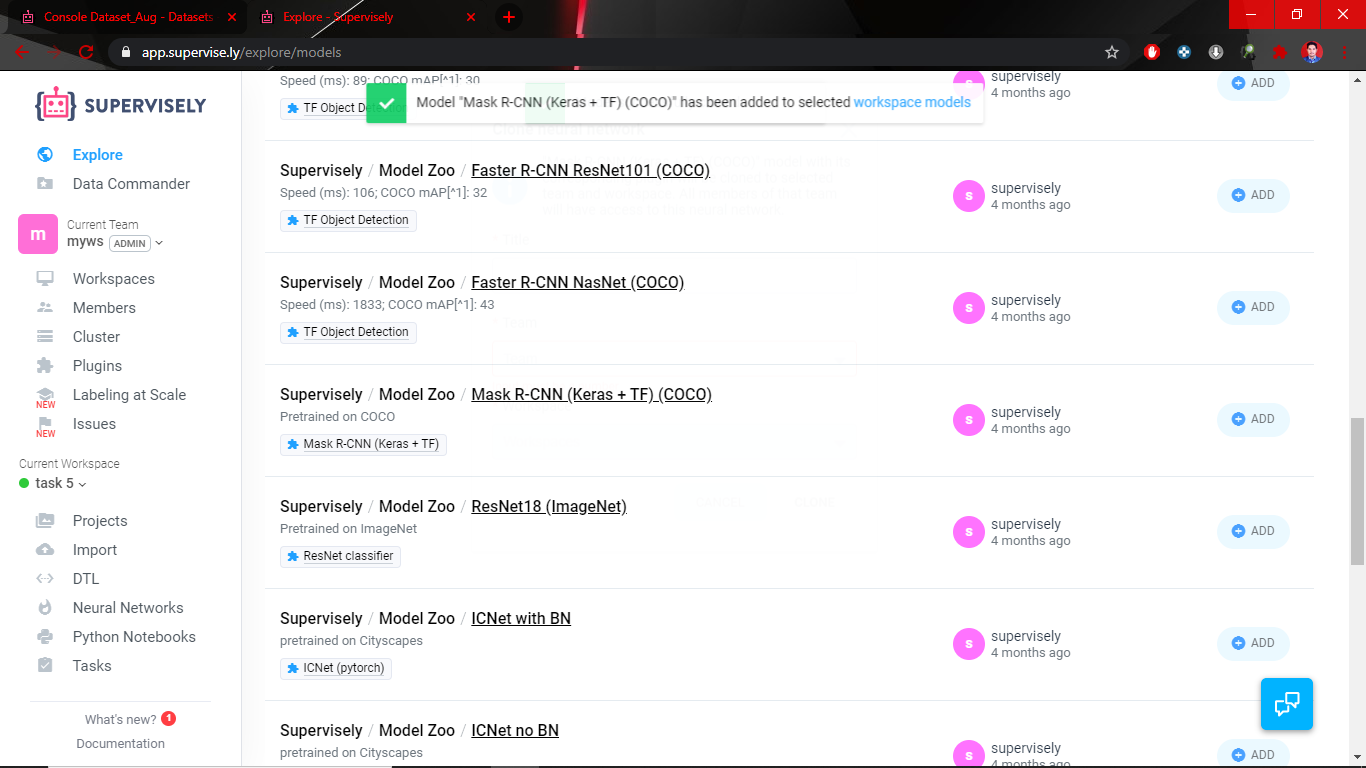 Console Dataset_Aug - Datasets
Explore - Supervisely
app.supervise.ly/explore/models
SUPERVISELY
Explore
Data Commander
Current Team
m
myws ADMIN
Workspaces
Members
Cluster
Plugins
Labeling at Scale
NEW
Issues
NEW
Current Workspace
task 5
Projects
Import
DTL
Neural Networks
Python Notebooks
Tasks
What's new? 1
Documentation
Model "Mask R-CNN (Keras + TF) (COCO)" has been added to selected workspace models
Speed (ms): 89; COCO mAP[^1]: 30
TF Object Detection
supervisely
4 months ago
ADD
Supervisely / Model Zoo / Faster R-CNN ResNet101 (COCO)
Speed (ms): 106; COCO mAP[^1]: 32
TF Object Detection
s
supervisely
4 months ago
ADD
Supervisely / Model Zoo / Faster R-CNN NasNet (COCO)
Speed (ms): 1833; COCO mAP[^1]: 43
TF Object Detection
s
supervisely
4 months ago
ADD
Supervisely / Model Zoo / Mask R-CNN (Keras + TF) (COCO)
Pretrained on COCO
Mask R-CNN (Keras + TF)
s
supervisely
4 months ago
ADD
Supervisely / Model Zoo / ResNet18 (ImageNet)
Pretrained on ImageNet
ResNet classifier
s
supervisely
4 months ago
ADD
Supervisely / Model Zoo / ICNet with BN
pretrained on Cityscapes
ICNet (pytorch)
s
supervisely
4 months ago
ADD
Supervisely / Model Zoo / ICNet no BN
pretrained on Cityscapes
s
supervisely
4 months ago
ADD